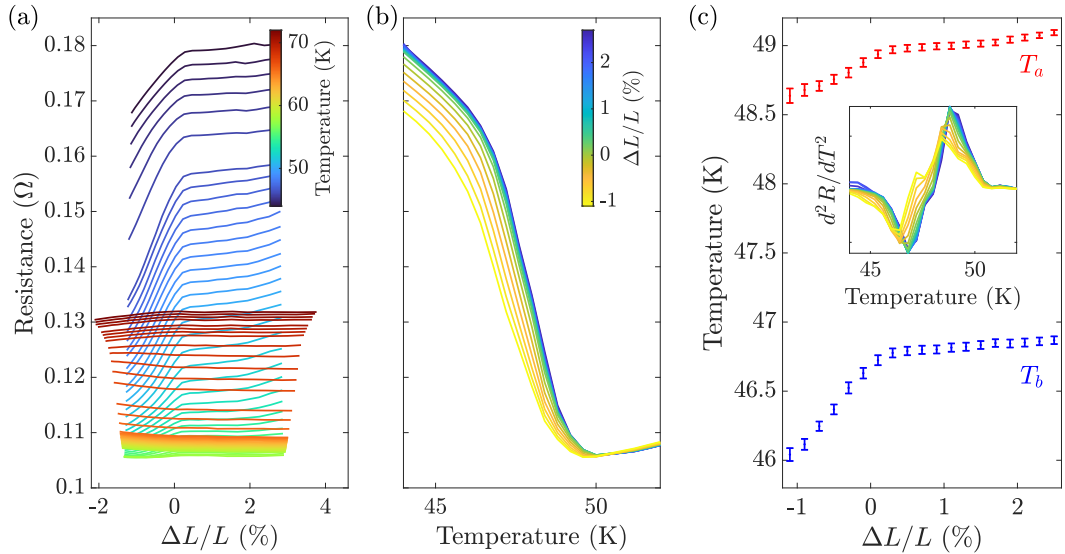 (a)
Resistance (Ω)
0.18
0.17
0.16
0.15
0.14
0.13
0.12
0.11
0.1
-2
0
2
4
ΔL/L (%)
70
60
50
Temperature (K)
(b)
45
50
Temperature (K)
2
1
0
-1
ΔL/L (%)
(c)
Temperature (K)
49
48.5
48
47.5
47
46.5
46
-1
0
1
2
ΔL/L (%)
T_a
T_b
d²R/dT²
45
50
Temperature (K)